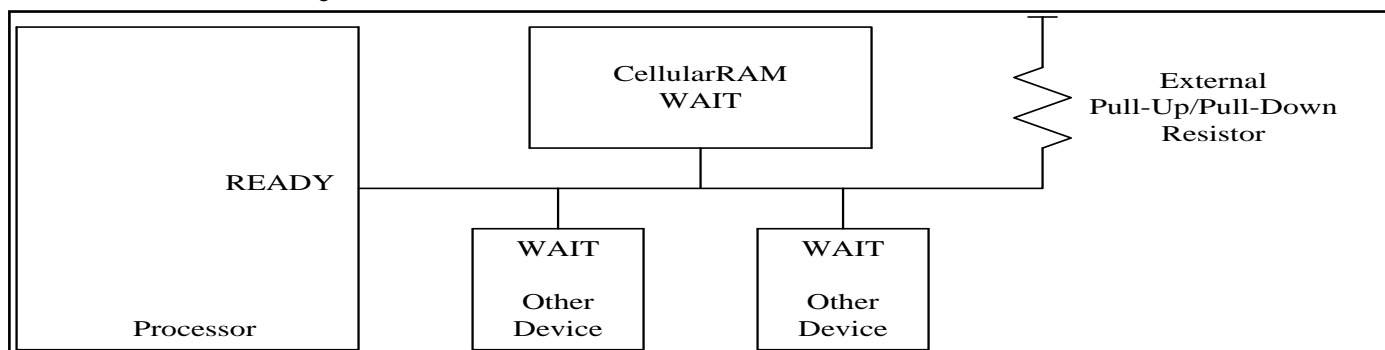 CellularRAM
WAIT
External
Pull-Up/Pull-Down
Resistor
READY
WAIT
Other
Device
WAIT
Other
Device
Processor